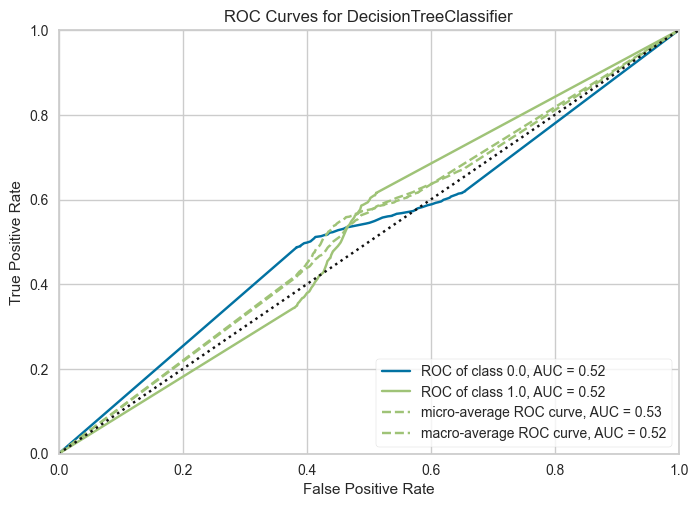 ROC Curves for DecisionTreeClassifier
1.0
0.8
0.6
0.4
0.2
0.0
True Positive Rate
ROC of class 0.0, AUC = 0.52
ROC of class 1.0, AUC = 0.52
micro-average ROC curve, AUC = 0.53
macro-average ROC curve, AUC = 0.52
0.0 0.2 0.4 0.6 0.8 1.0
False Positive Rate